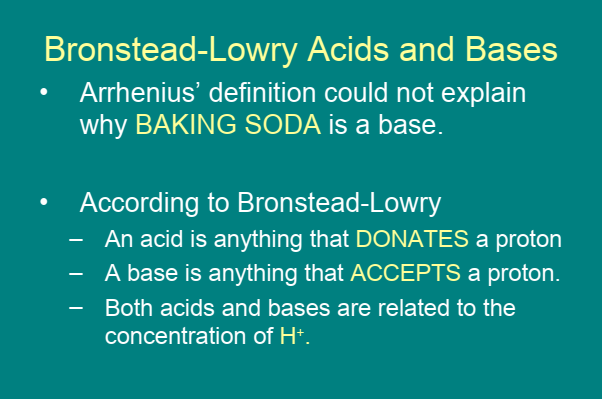 Bronstead-Lowry Acids and Bases
• Arrhenius’ definition could not explain
why BAKING SODA is a base.
• According to Bronstead-Lowry
– An acid is anything that DONATES a proton
– A base is anything that ACCEPTS a proton.
– Both acids and bases are related to the
concentration of H⁺.